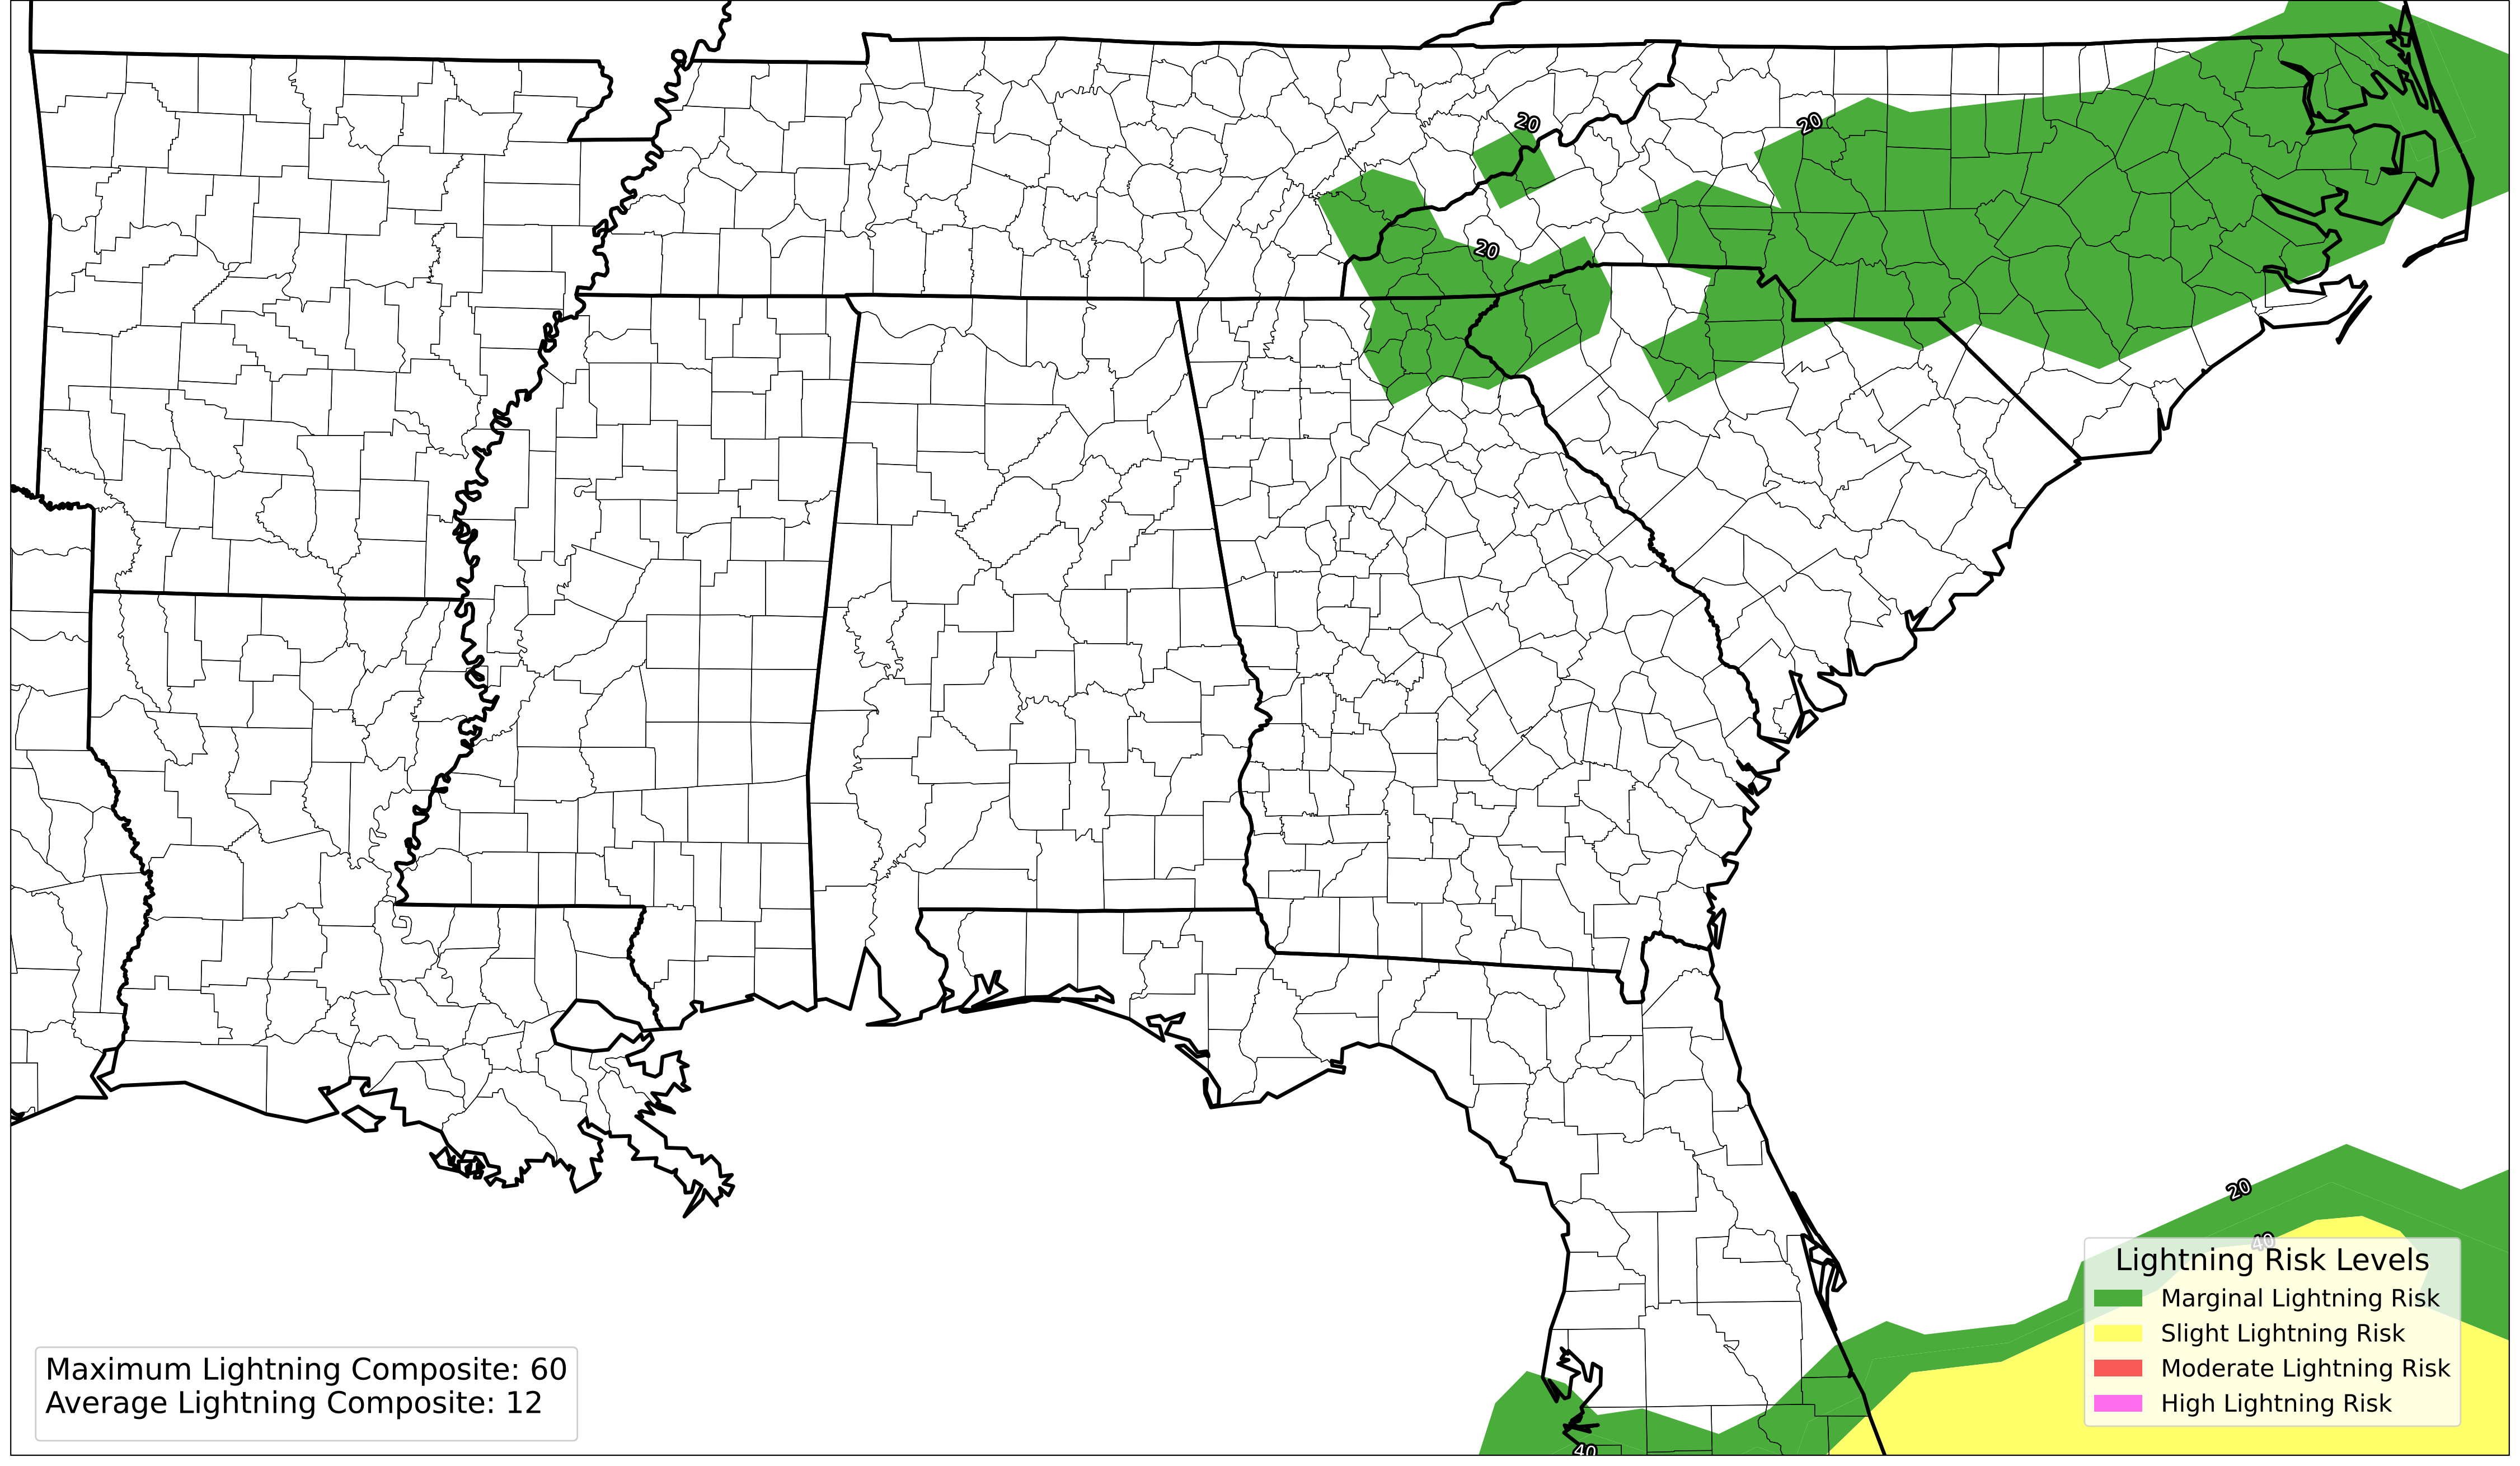 20
20
20
20
40
Lightning Risk Levels
Marginal Lightning Risk
Slight Lightning Risk
Moderate Lightning Risk
High Lightning Risk
Maximum Lightning Composite: 60
Average Lightning Composite: 12
40